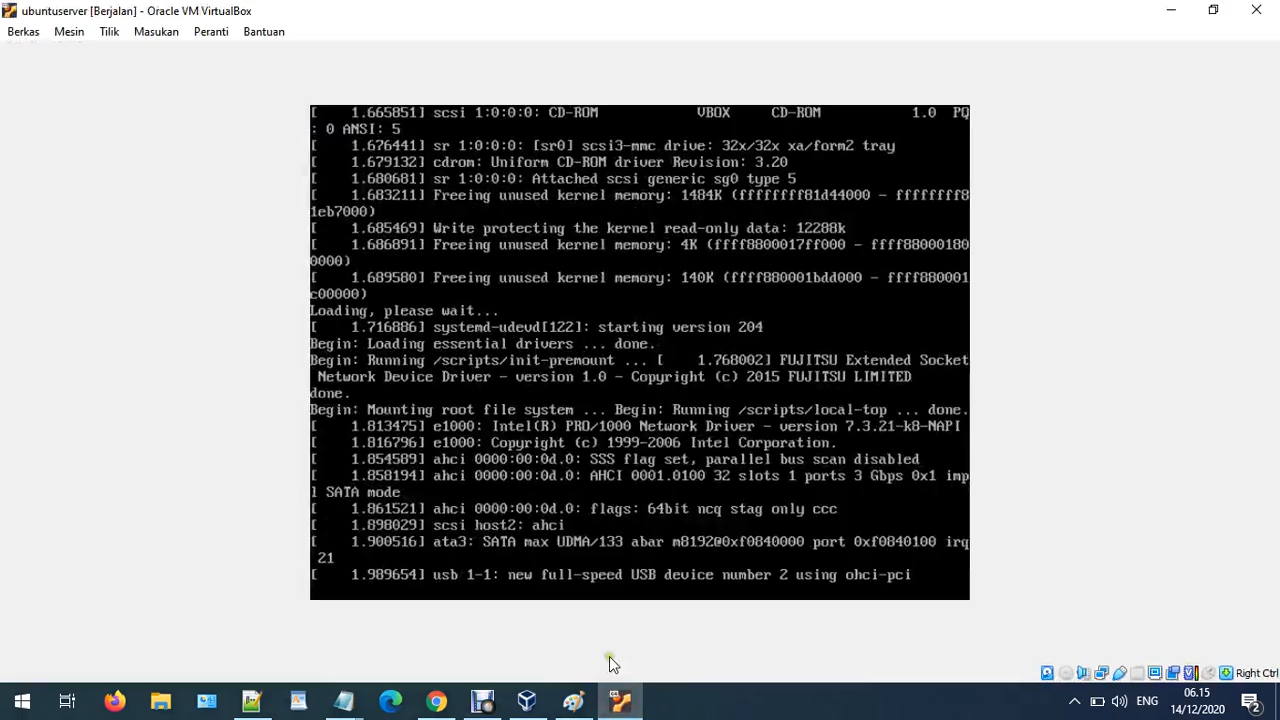 ubuntuserver [Berjalan] - Oracle VM VirtualBox
Berkas Mesin Tilik Masukan Peranti Bantuan
[    1.665851] scsi 1:0:0:0: CD-ROM            VBOX     CD-ROM           1.0  PQ
: 0 ANSI: 5
[    1.676441] sr 1:0:0:0: [sr0] scsi3-mmc drive: 32x/32x xa/form2 tray
[    1.679132] cdrom: Uniform CD-ROM driver Revision: 3.20
[    1.680681] sr 1:0:0:0: Attached scsi generic sg0 type 5
[    1.683211] Freeing unused kernel memory: 1484K (ffffffff81d44000 - ffffffff8
1eb7000)
[    1.685469] Write protecting the kernel read-only data: 12288k
[    1.686891] Freeing unused kernel memory: 4K (ffff8800017ff000 - ffff88000180
0000)
[    1.689580] Freeing unused kernel memory: 140K (ffff880001bdd000 - ffff880001
c00000)
Loading, please wait...
[    1.716886] systemd-udevd[122]: starting version 204
Begin: Loading essential drivers ... done.
Begin: Running /scripts/init-premount ... [    1.768002] FUJITSU Extended Socket
Network Device Driver - version 1.0 - Copyright (c) 2015 FUJITSU LIMITED
done.
Begin: Mounting root file system ... Begin: Running /scripts/local-top ... done.
[    1.813475] e1000: Intel(R) PRO/1000 Network Driver - version 7.3.21-k8-NAPI
[    1.816796] e1000: Copyright (c) 1999-2006 Intel Corporation.
[    1.854589] ahci 0000:00:0d.0: SSS flag set, parallel bus scan disabled
[    1.858194] ahci 0000:00:0d.0: AHCI 0001.0100 32 slots 1 ports 3 Gbps 0x1 imp
l SATA mode
[    1.861521] ahci 0000:00:0d.0: flags: 64bit ncq stag only ccc
[    1.898029] scsi host2: ahci
[    1.900516] ata3: SATA max UDMA/133 abar m8192@0xf0840000 port 0xf0840100 irq
21
[    1.989654] usb 1-1: new full-speed USB device number 2 using ohci-pci
Right Ctrl
ENG
06.15
14/12/2020
2